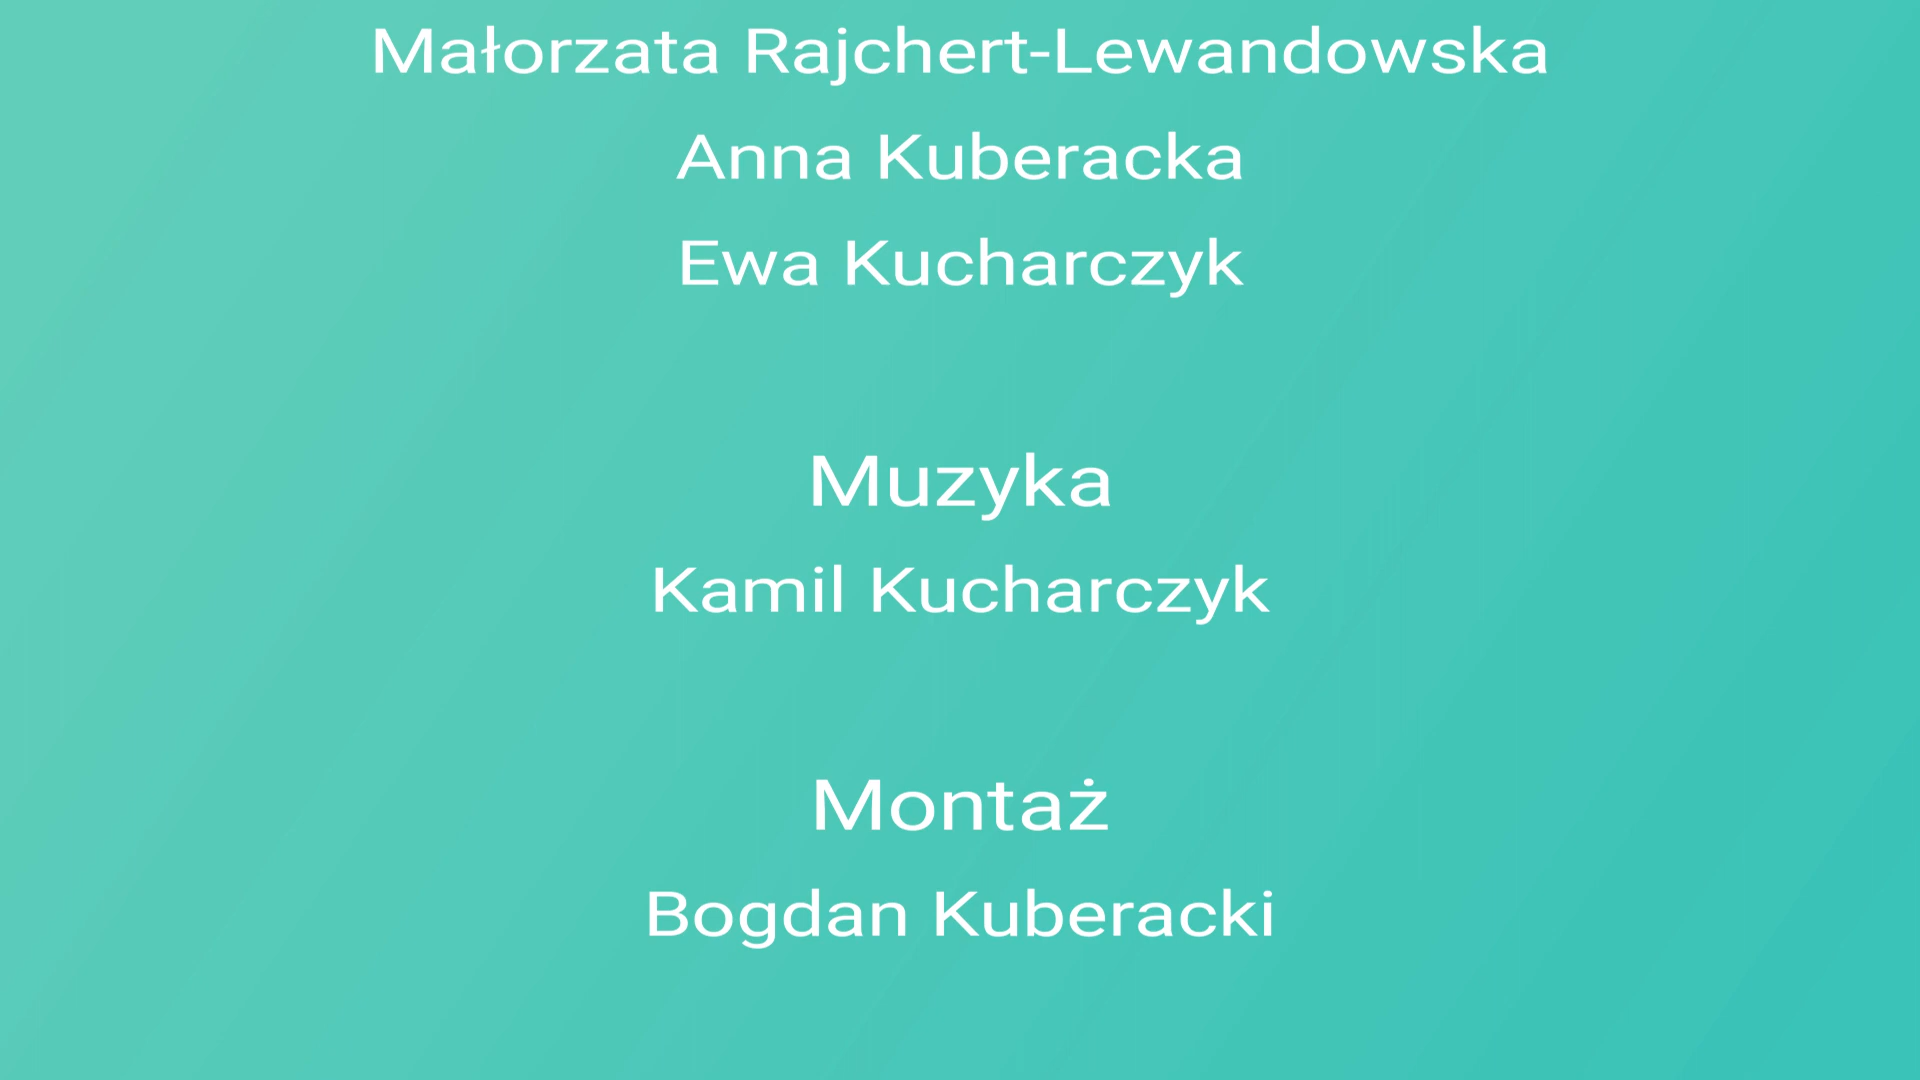 Małorzata Rajchert-Lewandowska
Anna Kuberacka
Ewa Kucharczyk
Muzyka
Kamil Kucharczyk
Montaż
Bogdan Kuberacki